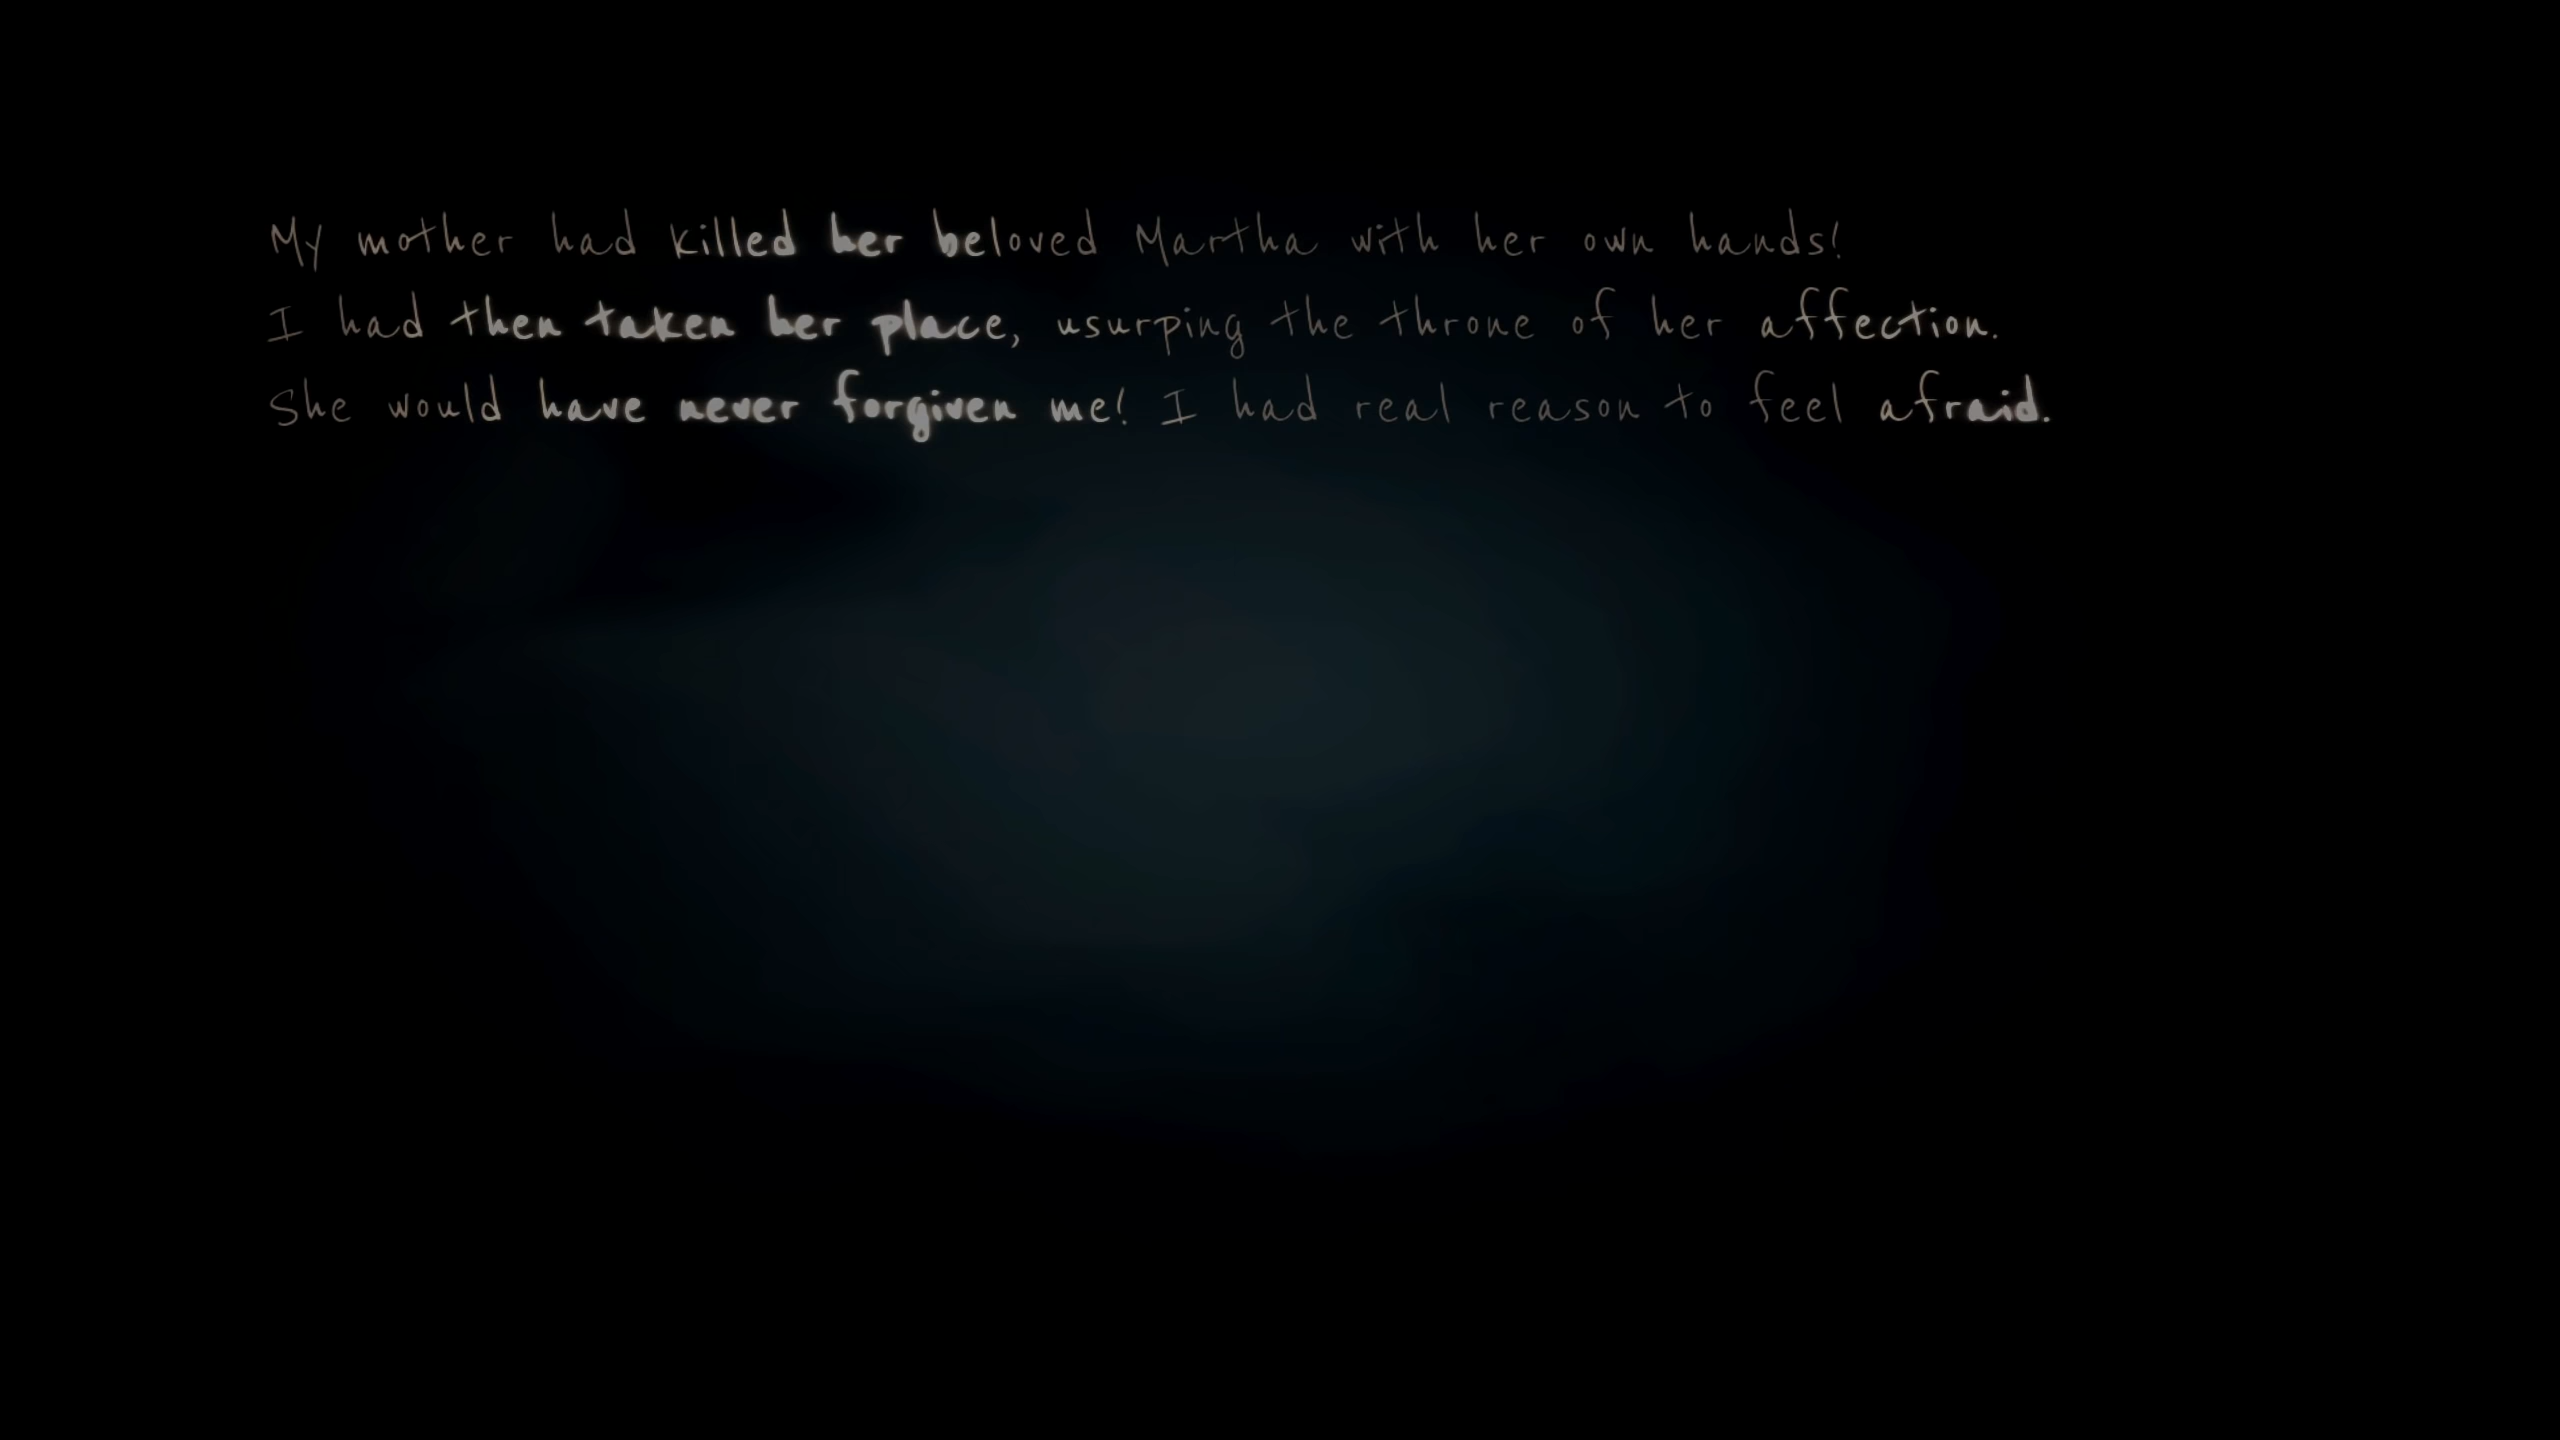 My mother had killed her beloved Martha with her own hands!
I had then taken her place, usurping the throne of her affection.
She would have never forgiven me! I had real reason to feel afraid.